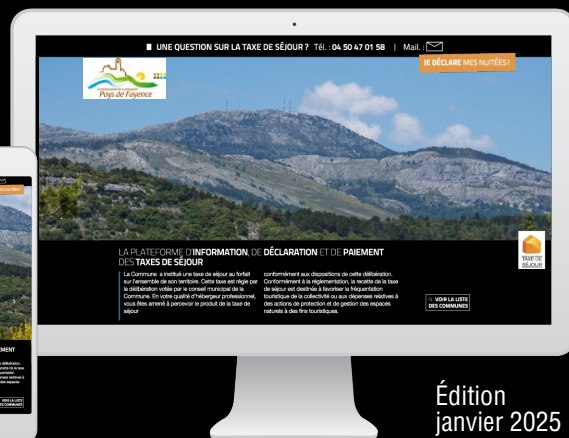 UNE QUESTION SUR LA TAXE DE SÉJOUR ? Tél. : 04 50 47 01 58 | Mail. :
JE DÉCLARE MES NUITÉES !
Pays de Fayence
LA PLATEFORME D'INFORMATION, DE DÉCLARATION ET DE PAIEMENT
DES TAXES DE SÉJOUR
La Commune a institué une taxe de séjour au forfait
sur l'ensemble de son territoire. Cette taxe est régie par
la délibération votée par le conseil municipal de la
Commune. En votre qualité d'hébergeur professionnel,
vous êtes amené à percevoir le produit de la taxe de
séjour
conformément aux dispositions de cette délibération.
Conformément à la réglementation, la recette de la taxe
de séjour est destinée à favoriser la fréquentation
touristique de la collectivité ou aux dépenses relatives à
des actions de protection et de gestion des espaces
naturels à des fins touristiques.
TAXE DE
SÉJOUR
VOIR LA LISTE
DES COMMUNES
VOIR LA LISTE
DES COMMUNES
Édition
janvier 2025